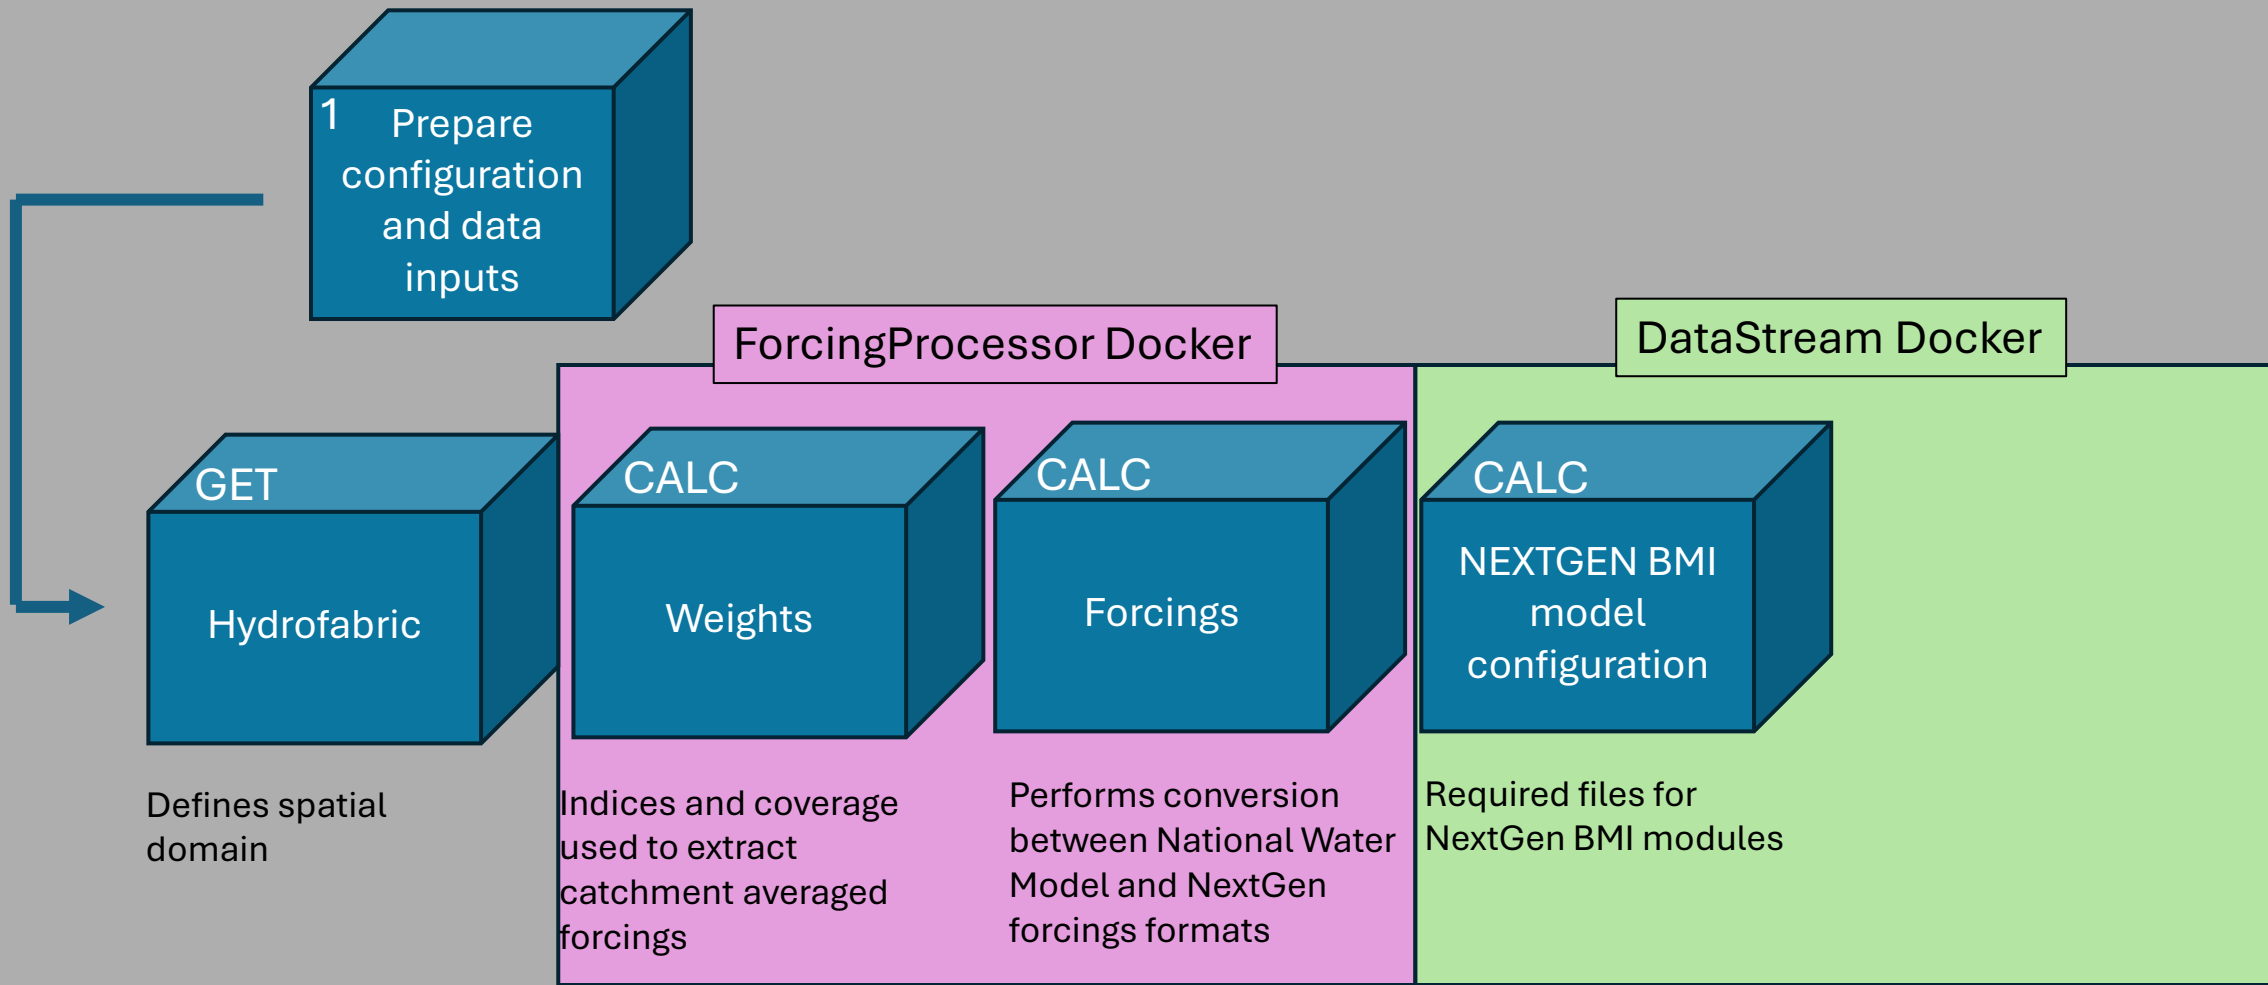 1
Prepare
configuration
and data
inputs
ForcingProcessor Docker
DataStream Docker
GET
Hydrofabric
Defines spatial
domain
CALC
Weights
Indices and coverage
used to extract
catchment averaged
forcings
CALC
Forcings
Performs conversion
between National Water
Model and NextGen
forcings formats
CALC
NEXTGEN BMI
model
configuration
Required files for
NextGen BMI modules